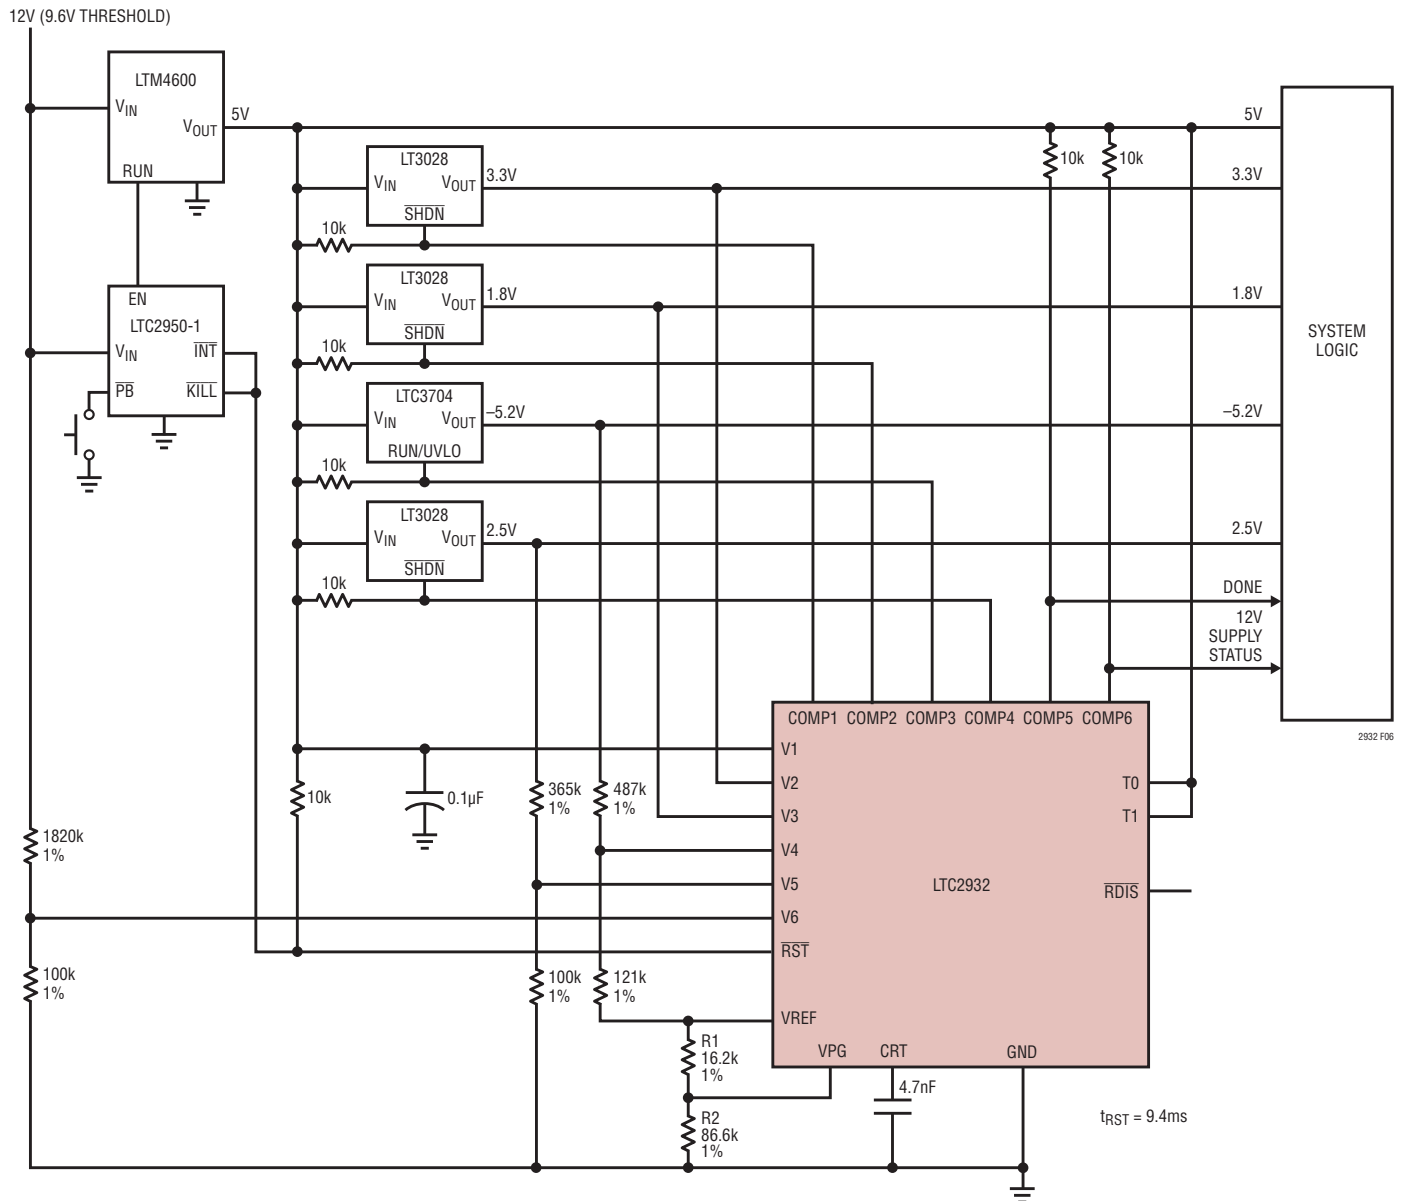 12V (9.6V THRESHOLD)
LTM4600
VIN
VOUT
RUN
5V
LT3028
VIN
VOUT
SHDN
3.3V
10k
LT3028
VIN
VOUT
SHDN
1.8V
10k
LTC3704
VIN
VOUT
RUN/UVLO
–5.2V
10k
LT3028
VIN
VOUT
SHDN
2.5V
10k
EN
LTC2950-1
VIN
INT
PB
KILL
10k
10k
5V
3.3V
1.8V
–5.2V
2.5V
DONE
12V
SUPPLY
STATUS
SYSTEM
LOGIC
2932 F06
COMP1
COMP2
COMP3
COMP4
COMP5
COMP6
V1
V2
V3
V4
V5
V6
RST
VREF
VPG
CRT
GND
T0
T1
RDIS
LTC2932
10k
0.1µF
365k
1%
487k
1%
1820k
1%
100k
1%
100k
1%
121k
1%
R1
16.2k
1%
R2
86.6k
1%
4.7nF
tRST = 9.4ms